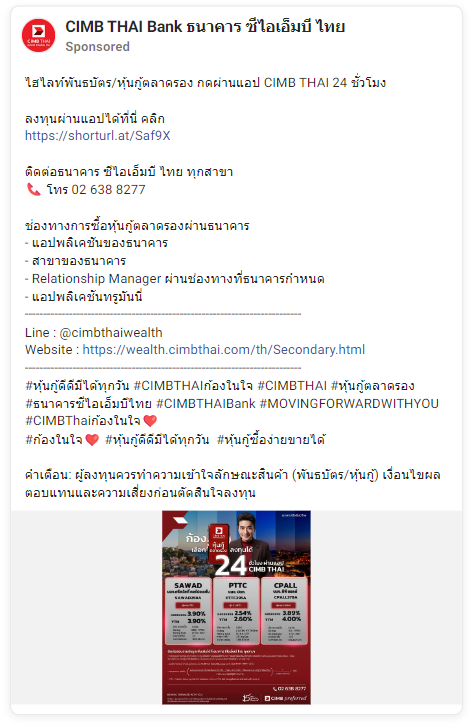 CIMB THAI Bank ธนาคาร ซีไอเอ็มบี ไทย
Sponsored
ไฮไลท์พันธบัตร/หุ้นกู้ตลาดรอง กดผ่านแอป CIMB THAI 24 ชั่วโมง
ลงทุนผ่านแอปได้ที่นี่ คลิก
https://shorturl.at/Saf9X
ติดต่อธนาคาร ซีไอเอ็มบี ไทย ทุกสาขา
📞 โทร 02 638 8277
ช่องทางการซื้อหุ้นกู้ตลาดรองผ่านธนาคาร
- แอปพลิเคชันของธนาคาร
- สาขาของธนาคาร
- Relationship Manager ผ่านช่องทางที่ธนาคารกำหนด
- แอปพลิเคชันทรูมันนี่
Line : @cimbthaiwealth
Website : https://wealth.cimbthai.com/th/Secondary.html
#หุ้นกู้ดีดีมีได้ทุกวัน #CIMBTHAIก้องในใจ #CIMBTHAI #หุ้นกู้ตลาดรอง
#ธนาคารซีไอเอ็มบีไทย #CIMBTHAIBank #MOVINGFORWARDWITHYOU
#CIMBThaiก้องในใจ❤️
#ก้องในใจ❤️ #หุ้นกู้ดีดีมีได้ทุกวัน #หุ้นกู้ซื้อง่ายขายได้
คำเตือน: ผู้ลงทุนควรทำความเข้าใจลักษณะสินค้า (พันธบัตร/หุ้นกู้) เงื่อนไขผล
ตอบแทนและความเสี่ยงก่อนตัดสินใจลงทุน
ก้อง
เลือก หุ้นกู้ ลงทุนได้
24 ชั่วโมง ผ่านแอป
CIMB THAI
SAWAD PTTC CPALL
3.90% 2.54% 3.89%
3.90% 2.60% 4.00%
02 638 8277
CIMB preferred